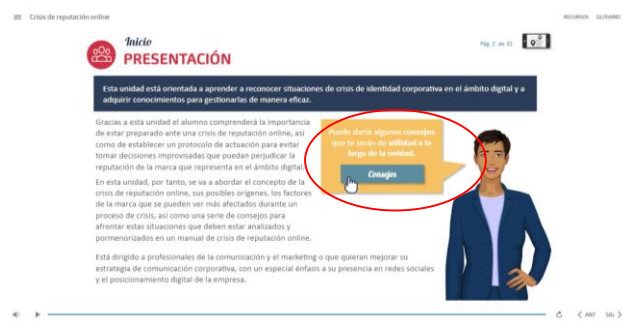 Crisis de reputación online
RECURSOS GLOSARIO
Inicio
PRESENTACIÓN
Pág. 2 de 31
Esta unidad está orientada a aprender a reconocer situaciones de crisis de identidad corporativa en el ámbito digital y a
adquirir conocimientos para gestionarlas de manera eficaz.
Gracias a esta unidad el alumno comprenderá la importancia
de estar preparado ante una crisis de reputación online, así
como de establecer un protocolo de actuación para evitar
tomar decisiones improvisadas que puedan perjudicar la
reputación de la marca que representa en el ámbito digital.
En esta unidad, por tanto, se va a abordar el concepto de la
crisis de reputación online, sus posibles orígenes, los factores
de la marca que se pueden ver más afectados durante un
proceso de crisis, así como una serie de consejos para
afrontar estas situaciones que deben estar analizados y
pormenorizados en un manual de crisis de reputación online.
Puedo darte algunos consejos
que te serán de utilidad a lo
largo de la unidad.
Consejos
Está dirigido a profesionales de la comunicación y el marketing o que quieran mejorar su
estrategia de comunicación corporativa, con un especial énfasis a su presencia en redes sociales
y el posicionamiento digital de la empresa.
ANT SIG